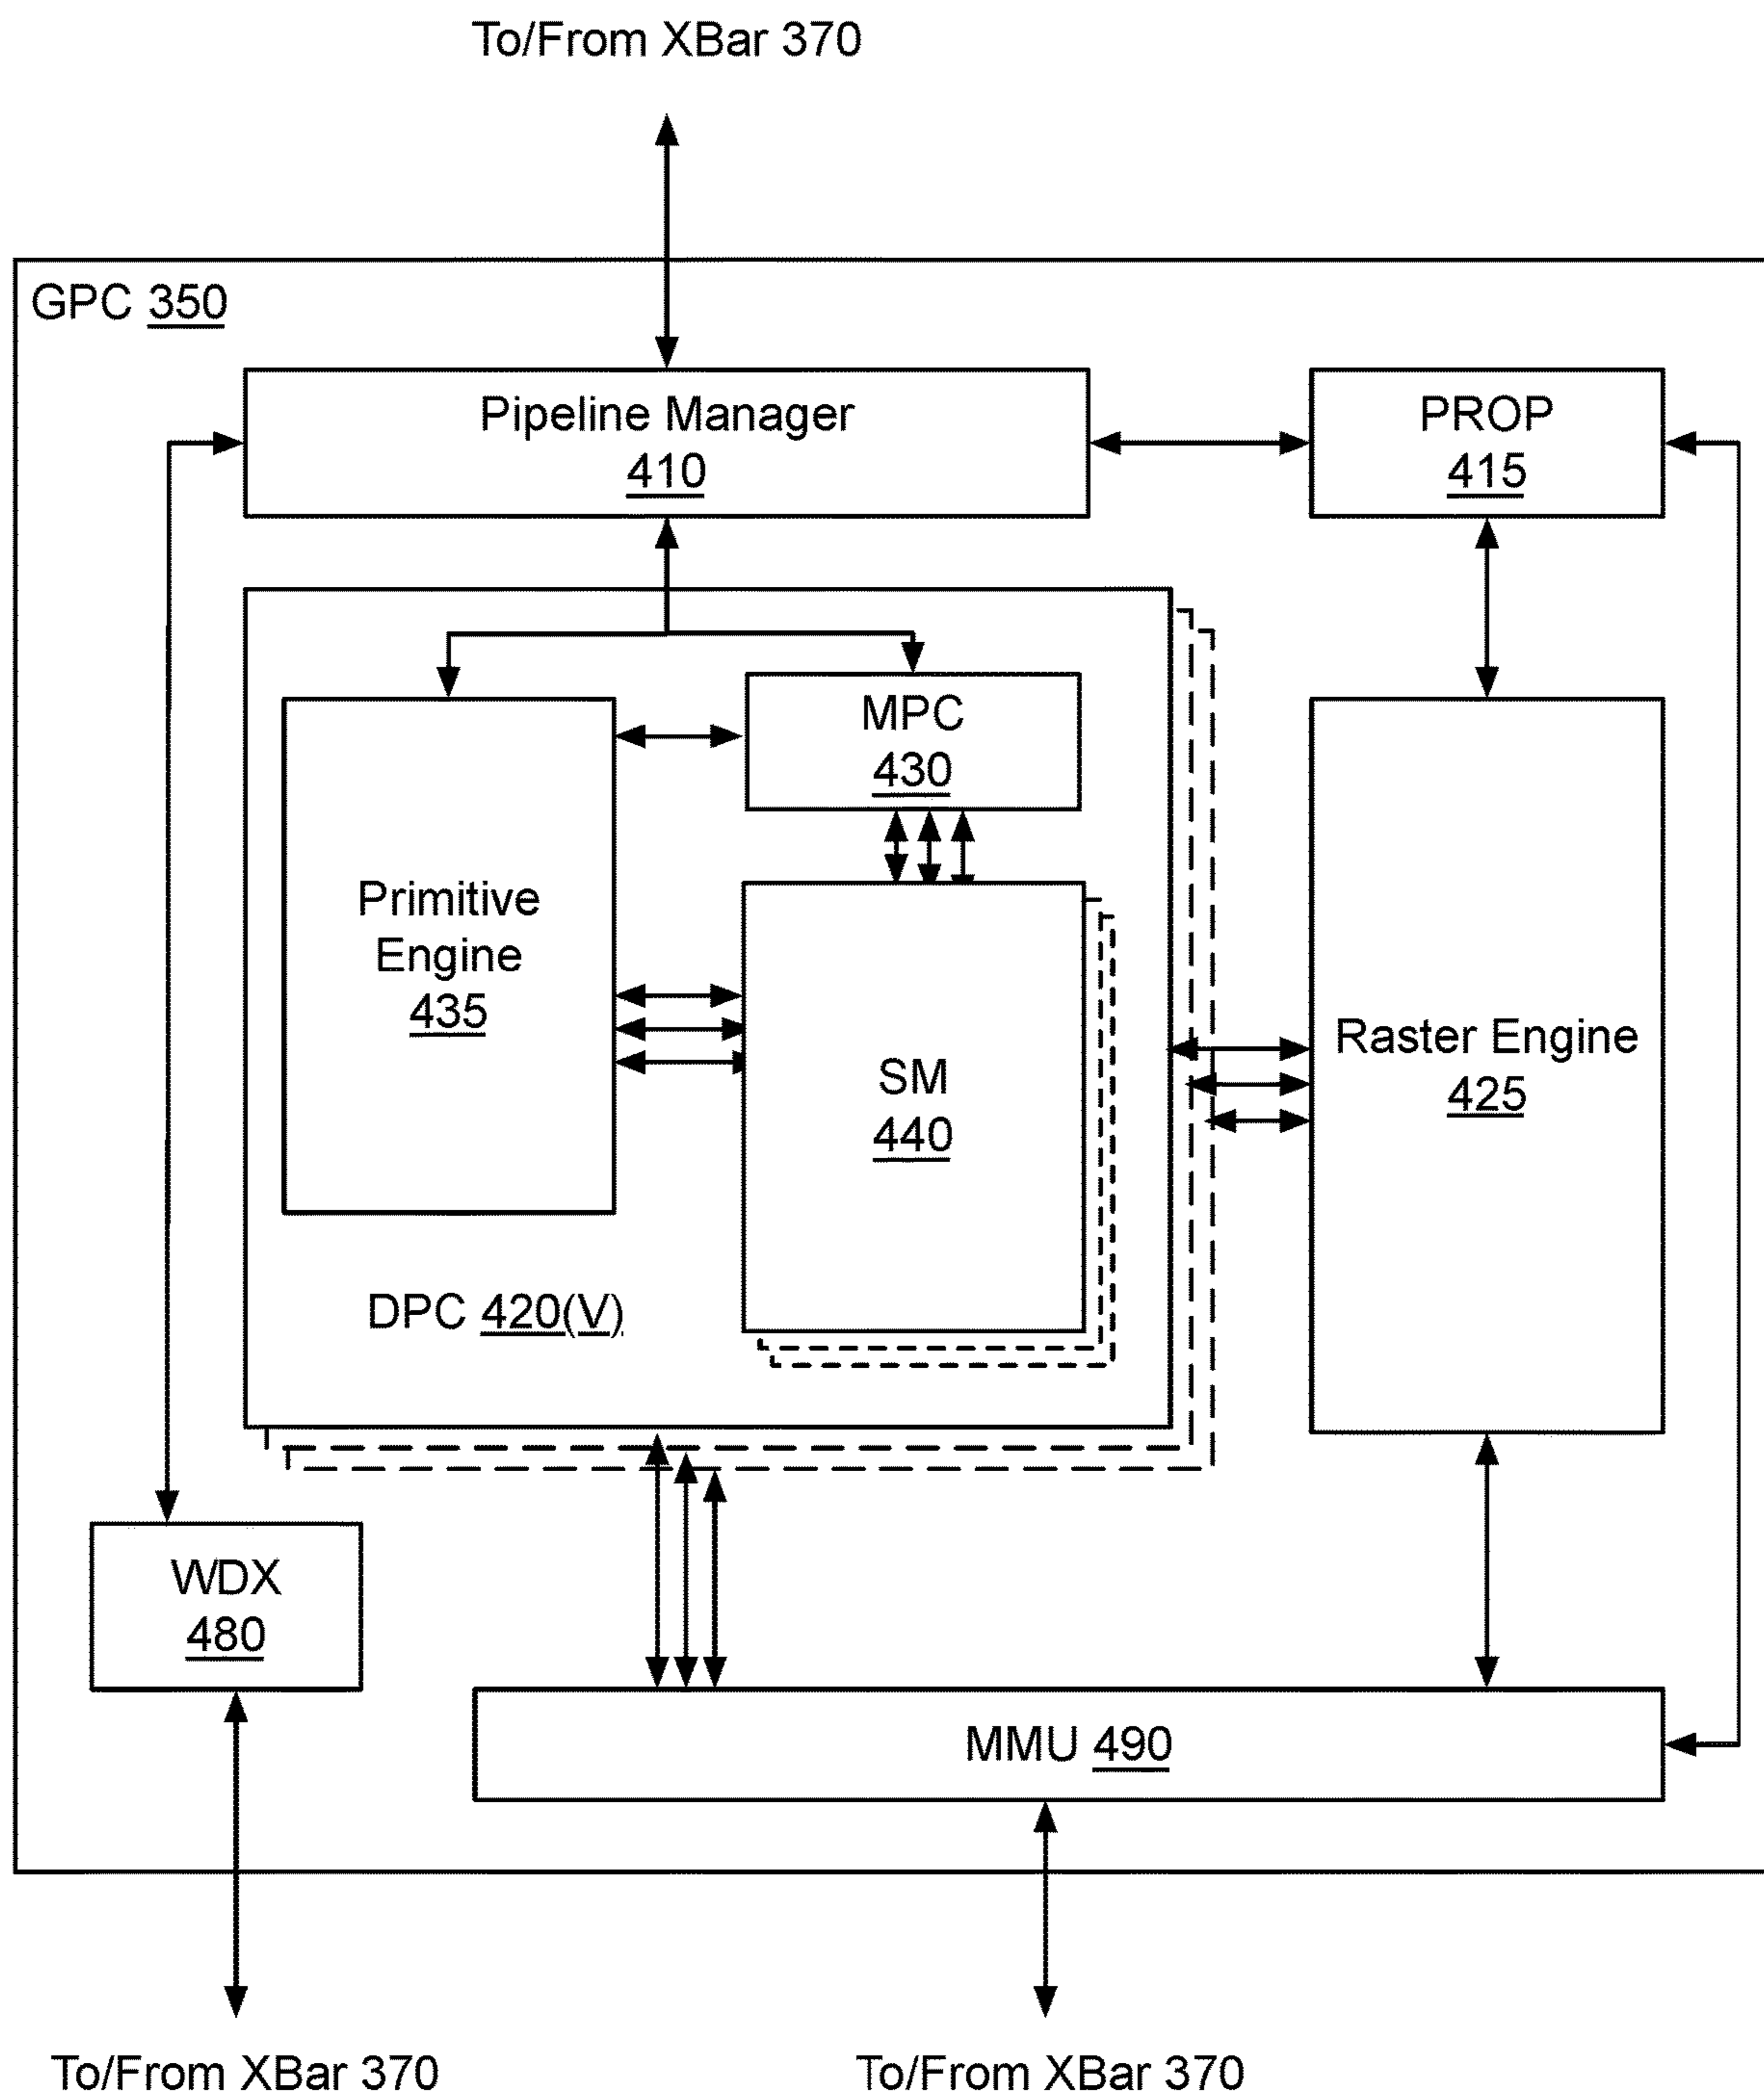 To/From XBar 370
GPC 350
Pipeline Manager
410
PROP
415
MPC
430
Primitive
Engine
435
SM
440
Raster Engine
425
DPC 420(V)
WDX
480
MMU 490
To/From XBar 370
To/From XBar 370